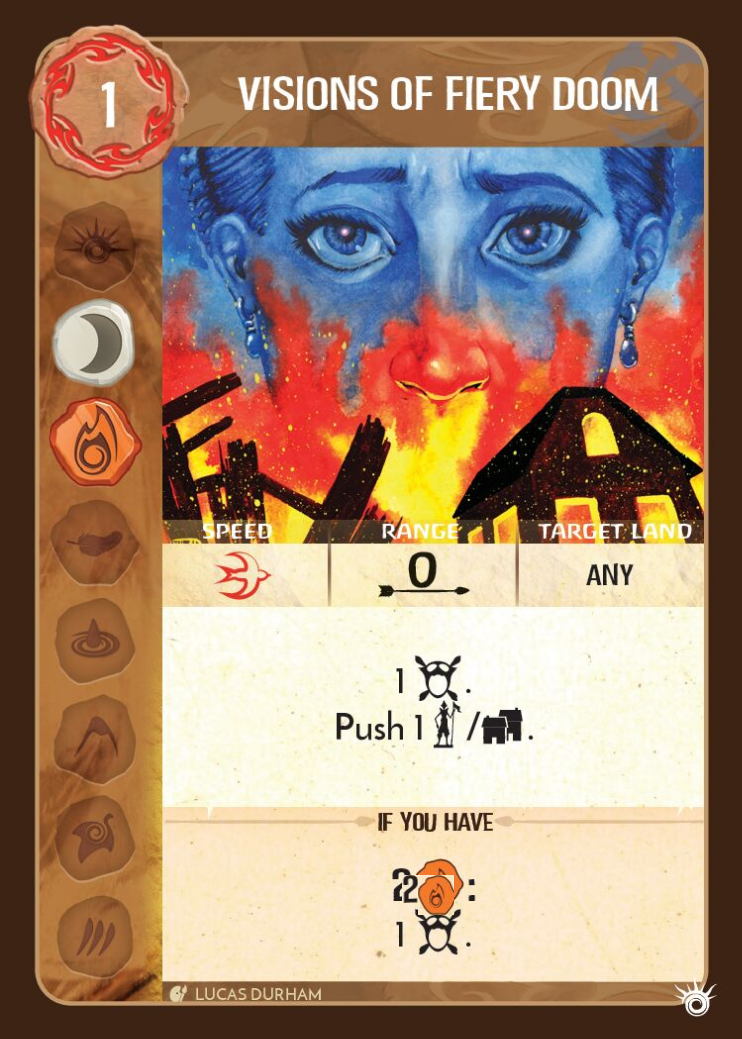 1
VISIONS OF FIERY DOOM
SPEED RANGE TARGET LAND
0 ANY
1 .
Push 1 / .
IF YOU HAVE
2 :
1 .
LUCAS DURHAM